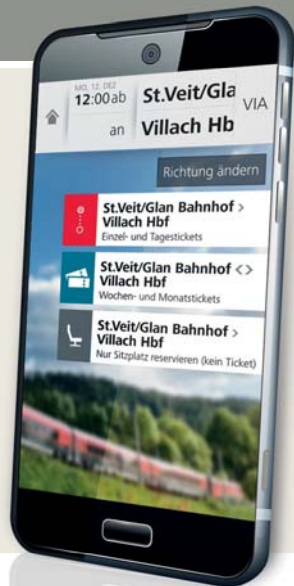 MO, 12. DEZ
12:00 ab St.Veit/Gla VIA
an Villach Hb
Richtung ändern
St.Veit/Glan Bahnhof >
Villach Hbf
Einzel- und Tagestickets
St.Veit/Glan Bahnhof <>
Villach Hbf
Wochen- und Monatstickets
St.Veit/Glan Bahnhof >
Villach Hbf
Nur Sitzplatz reservieren (kein Ticket)